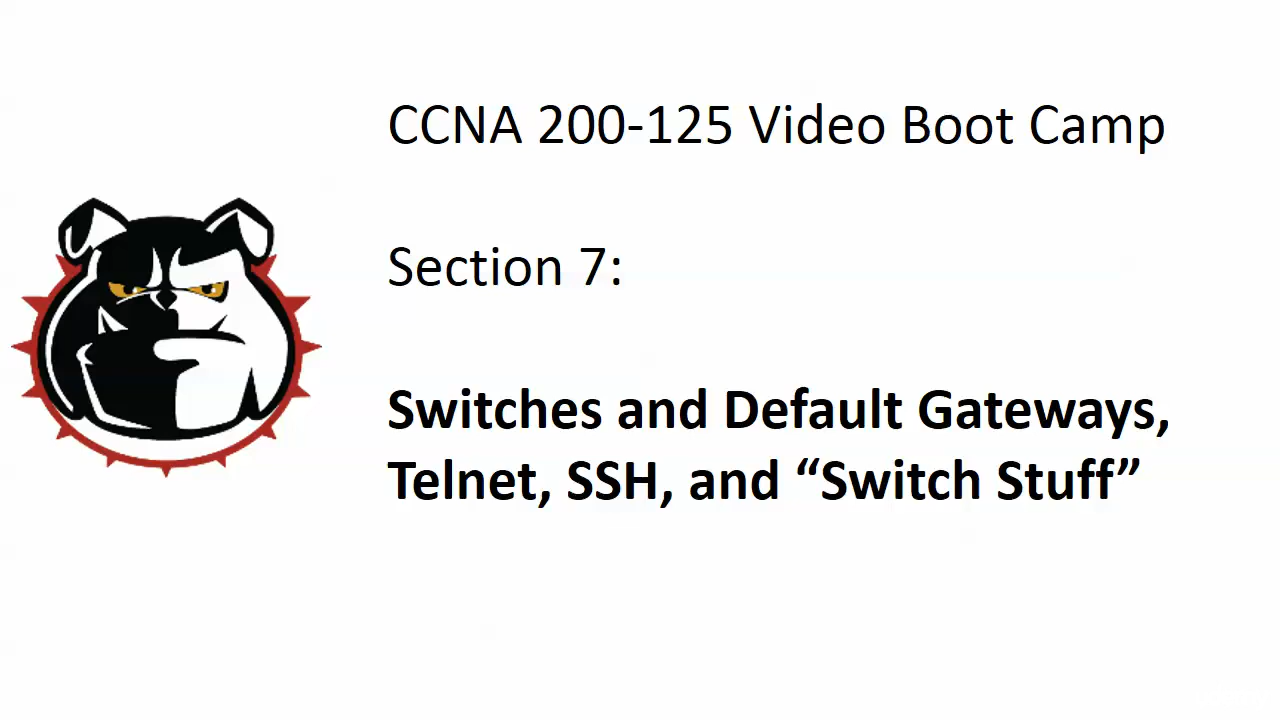 CCNA 200-125 Video Boot Camp
Section 7:
Switches and Default Gateways,
Telnet, SSH, and “Switch Stuff”